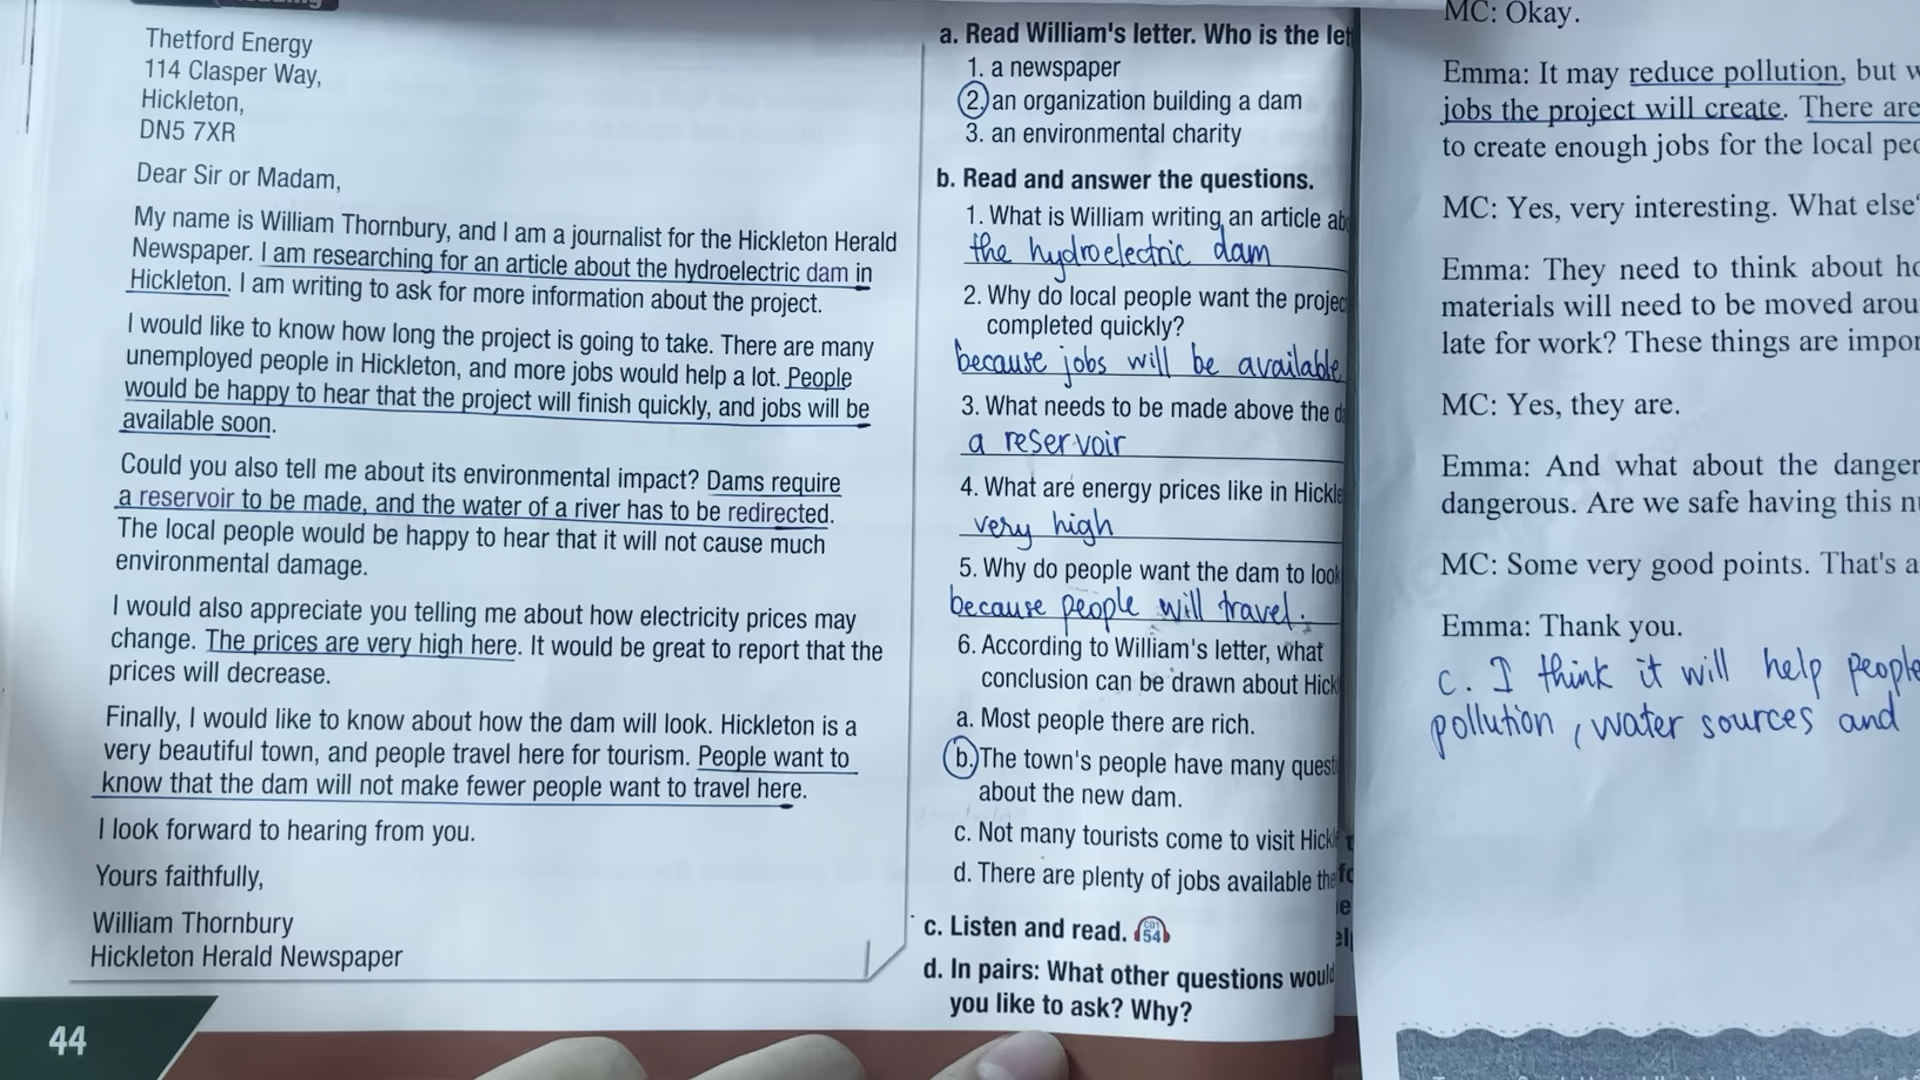 Thetford Energy
114 Clasper Way,
Hickleton,
DN5 7XR
Dear Sir or Madam,
My name is William Thornbury, and I am a journalist for the Hickleton Herald
Newspaper. I am researching for an article about the hydroelectric dam in
Hickleton. I am writing to ask for more information about the project.
I would like to know how long the project is going to take. There are many
unemployed people in Hickleton, and more jobs would help a lot. People
would be happy to hear that the project will finish quickly, and jobs will be
available soon.
Could you also tell me about its environmental impact? Dams require
a reservoir to be made, and the water of a river has to be redirected.
The local people would be happy to hear that it will not cause much
environmental damage.
I would also appreciate you telling me about how electricity prices may
change. The prices are very high here. It would be great to report that the
prices will decrease.
Finally, I would like to know about how the dam will look. Hickleton is a
very beautiful town, and people travel here for tourism. People want to
know that the dam will not make fewer people want to travel here.
I look forward to hearing from you.
Yours faithfully,
William Thornbury
Hickleton Herald Newspaper
44
a. Read William's letter. Who is the
1. a newspaper
2. an organization building a dam
3. an environmental charity
b. Read and answer the questions.
1. What is William writing an article
the hydroelectric dam
2. Why do local people want the
completed quickly?
because jobs will be available
3. What needs to be made above the
a reservoir
4. What are energy prices like in
very high
5. Why do people want the dam to
because people will travel.
6. According to William's letter, what
conclusion can be drawn about
a. Most people there are rich.
b. The town's people have many
about the new dam.
c. Not many tourists come to visit
d. There are plenty of jobs available
c. Listen and read. CD1 54
d. In pairs: What other questions would
you like to ask? Why?
MC: Okay.
Emma: It may reduce pollution, but
jobs the project will create. There are
to create enough jobs for the local
MC: Yes, very interesting. What else
Emma: They need to think about
materials will need to be moved
late for work? These things are
MC: Yes, they are.
Emma: And what about the
dangerous. Are we safe having this
MC: Some very good points. That's a
Emma: Thank you.
c. I think it will help people
pollution, water sources and